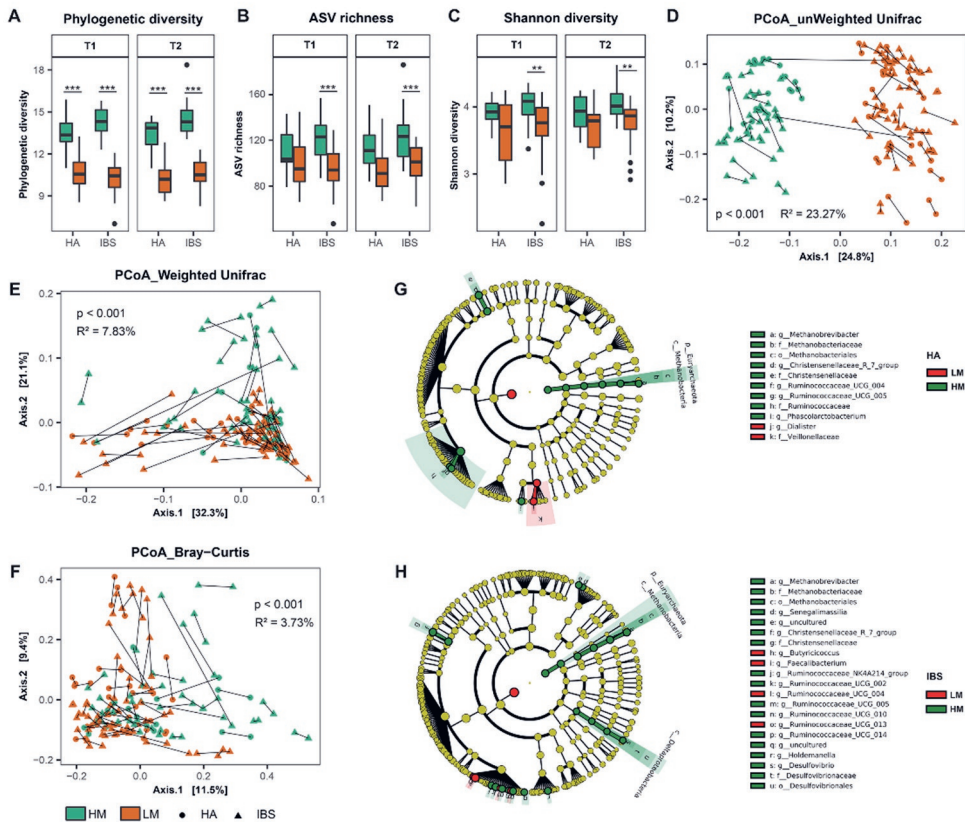 A Phylogenetic diversity
T1 T2
Phylogenetic diversity
18
15
12
9
*** *** *** ***
HA IBS HA IBS
B ASV richness
T1 T2
ASV richness
200
160
120
80
*** ***
HA IBS HA IBS
C Shannon diversity
T1 T2
Shannon diversity
4
3
** **
HA IBS HA IBS
D PCoA_unWeighted Unifrac
Axis.2 [10.2%]
0.1
0.0
−0.1
−0.2
p < 0.001 R² = 23.27%
−0.2 −0.1 0.0 0.1 0.2
Axis.1 [24.8%]
E PCoA_Weighted Unifrac
p < 0.001
R² = 7.83%
Axis.2 [21.1%]
0.2
0.1
0.0
−0.1
−0.2 −0.1 0.0 0.1
Axis.1 [32.3%]
F PCoA_Bray−Curtis
p < 0.001
R² = 3.73%
Axis.2 [9.4%]
0.4
0.2
0.0
−0.2
−0.2 0.0 0.2 0.4
Axis.1 [11.5%]
HM LM HA IBS
G
p__Euryarchaeota
c__Methanobacteria
c
b
k
a: g__Methanobrevibacter
b: f__Methanobacteriaceae
c: o__Methanobacteriales
d: g__Christensenellaceae_R_7_group
e: f__Christensenellaceae
f: g__Ruminococcaceae_UCG_004
g: g__Ruminococcaceae_UCG_005
h: f__Ruminococcaceae
i: g__Phascolarctobacterium
j: g__Dialister
k: f__Veillonellaceae
HA
LM
HM
H
p__Euryarchaeota
c__Methanobacteria
c__Deltaproteobacteria
a: g__Methanobrevibacter
b: f__Methanobacteriaceae
c: o__Methanobacteriales
d: g__Senegalimassilia
e: g__uncultured
f: g__Christensenellaceae_R_7_group
g: f__Christensenellaceae
h: g__Butyricicoccus
i: g__Faecalibacterium
j: g__Ruminococcaceae_NK4A214_group
k: g__Ruminococcaceae_UCG_002
l: g__Ruminococcaceae_UCG_004
m: g__Ruminococcaceae_UCG_005
n: g__Ruminococcaceae_UCG_010
o: g__Ruminococcaceae_UCG_013
p: g__Ruminococcaceae_UCG_014
q: g__uncultured
r: g__Holdemanella
s: g__Desulfovibrio
t: f__Desulfovibrionaceae
u: o__Desulfovibrionales
IBS
LM
HM